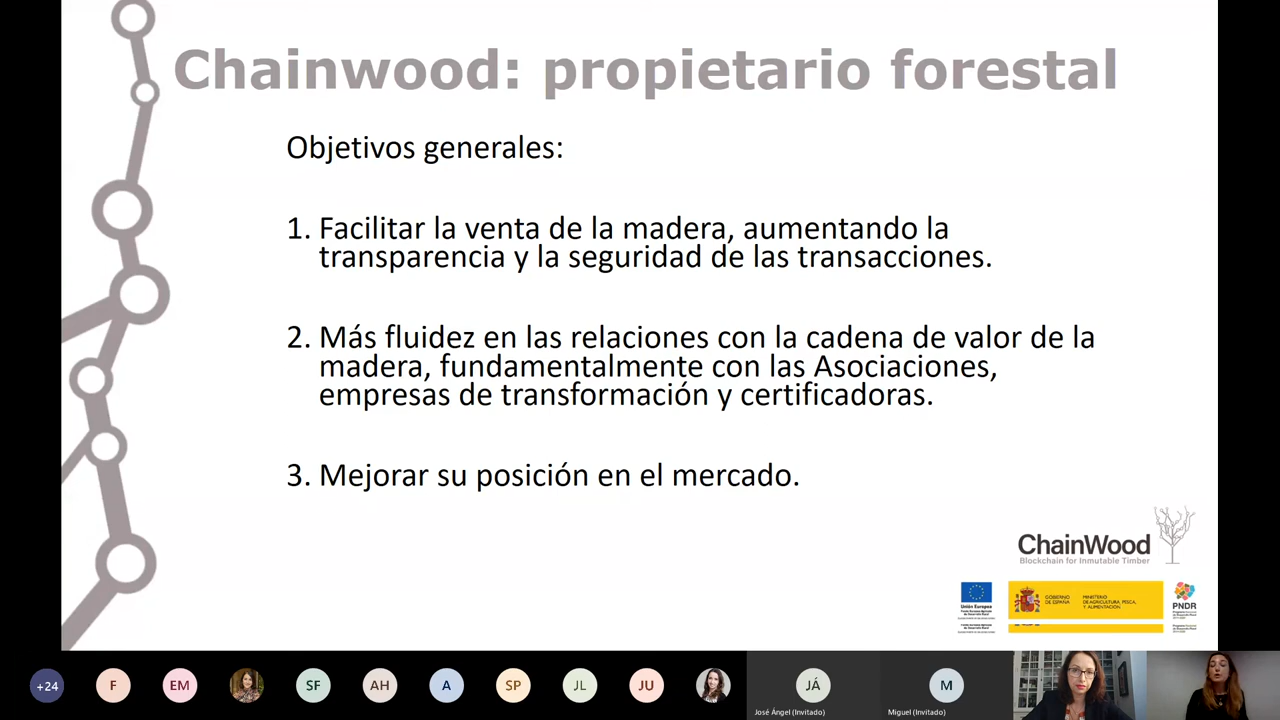 Chainwood: propietario forestal
Objetivos generales:
1. Facilitar la venta de la madera, aumentando la
transparencia y la seguridad de las transacciones.
2. Más fluidez en las relaciones con la cadena de valor de la
madera, fundamentalmente con las Asociaciones,
empresas de transformación y certificadoras.
3. Mejorar su posición en el mercado.
ChainWood
Blockchain for Inmutable Timber
Unión Europea
GOBIERNO
DE ESPAÑA
MINISTERIO
DE AGRICULTURA, PESCA,
Y ALIMENTACIÓN
PNDR
+24
F
EM
SF
AH
A
SP
JL
JU
JÁ
José Ángel (Invitado)
M
Miguel (Invitado)